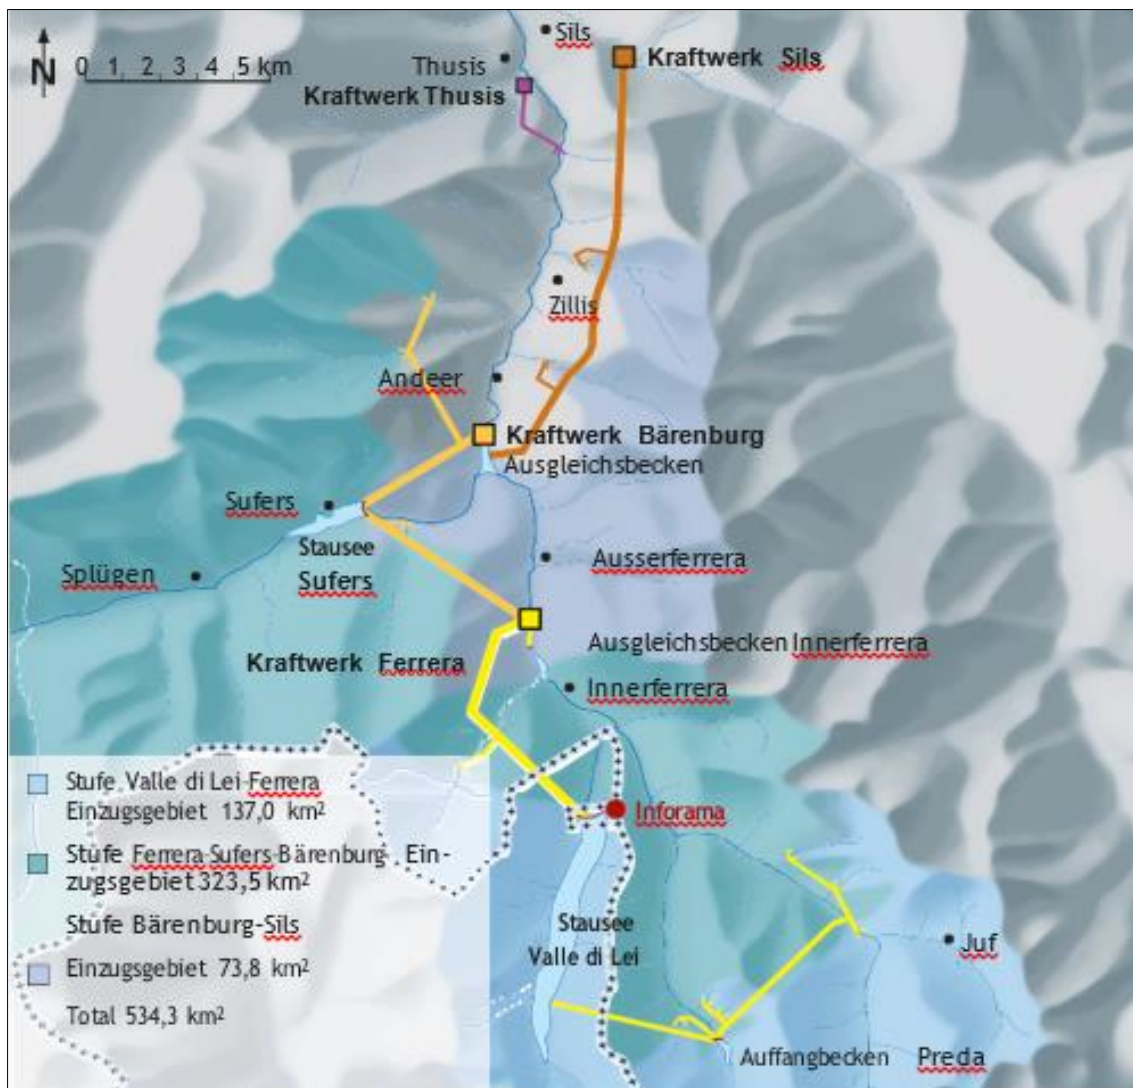 Sils
N
0 1 2 3 4 5 km
Thusis
Kraftwerk Sils
Kraftwerk Thusis
Zillis
Andeer
Kraftwerk Bärenburg
Ausgleichsbecken
Sufers
Stausee
Sufers
Ausserferrera
Splügen
Ausgleichsbecken Innerferrera
Kraftwerk Ferrera
Innerferrera
Stufe Valle di Lei-Ferrera
Einzugsgebiet 137,0 km²
Stufe Ferrera-Sufers-Bärenburg Ein-
zugsgebiet 323,5 km²
Stufe Bärenburg-Sils
Einzugsgebiet 73,8 km²
Total 534,3 km²
Inforama
Stausee
Valle di Lei
Juf
Auffangbecken Preda